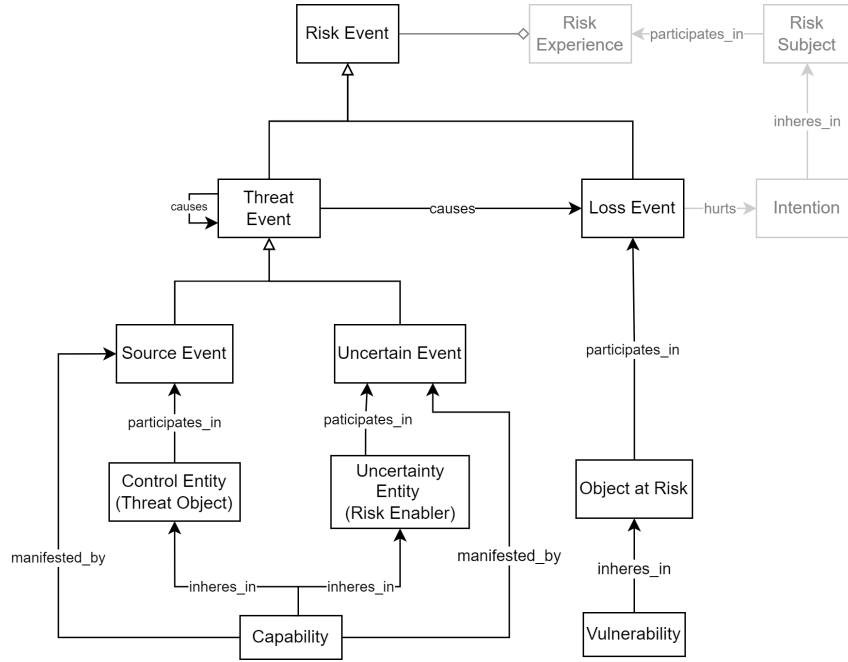 Risk Event
Risk
Experience
participates_in
Risk
Subject
inheres_in
causes
Threat
Event
causes
Loss Event
hurts
Intention
Source Event
Uncertain Event
participates_in
participates_in
paticipates_in
Control Entity
(Threat Object)
Uncertainty
Entity
(Risk Enabler)
Object at Risk
manifested_by
manifested_by
inheres_in
inheres_in
inheres_in
Capability
Vulnerability